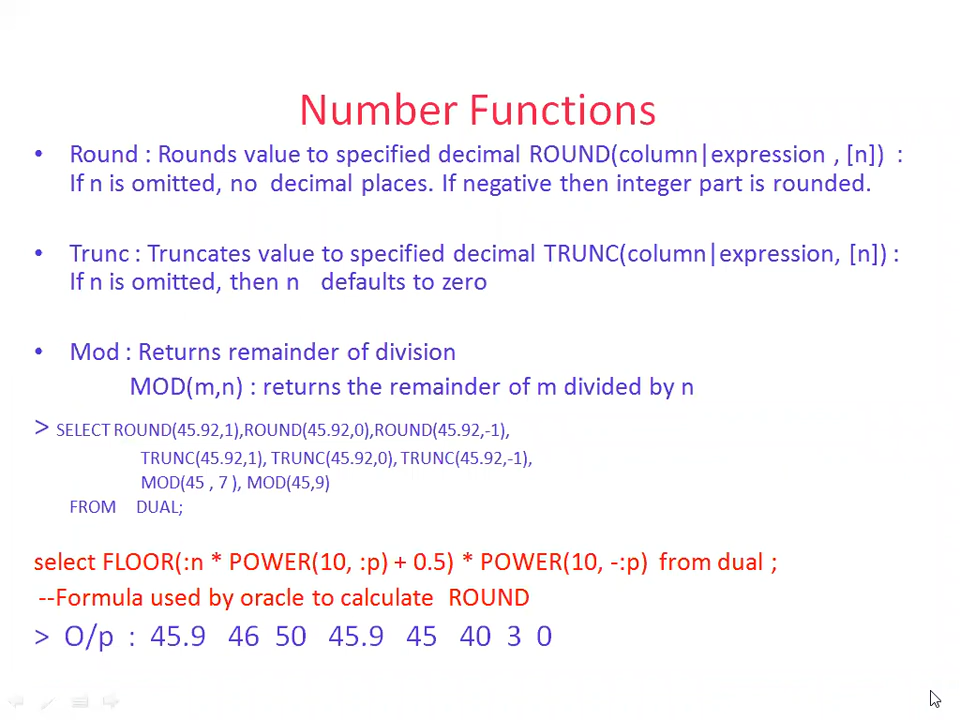 Number Functions
• Round : Rounds value to specified decimal ROUND(column|expression , [n]) :
If n is omitted, no decimal places. If negative then integer part is rounded.
• Trunc : Truncates value to specified decimal TRUNC(column|expression, [n]) :
If n is omitted, then n defaults to zero
• Mod : Returns remainder of division
MOD(m,n) : returns the remainder of m divided by n
> SELECT ROUND(45.92,1),ROUND(45.92,0),ROUND(45.92,-1),
TRUNC(45.92,1), TRUNC(45.92,0), TRUNC(45.92,-1),
MOD(45 , 7 ), MOD(45,9)
FROM DUAL;
select FLOOR(:n * POWER(10, :p) + 0.5) * POWER(10, -:p) from dual ;
--Formula used by oracle to calculate ROUND
> O/p : 45.9 46 50 45.9 45 40 3 0